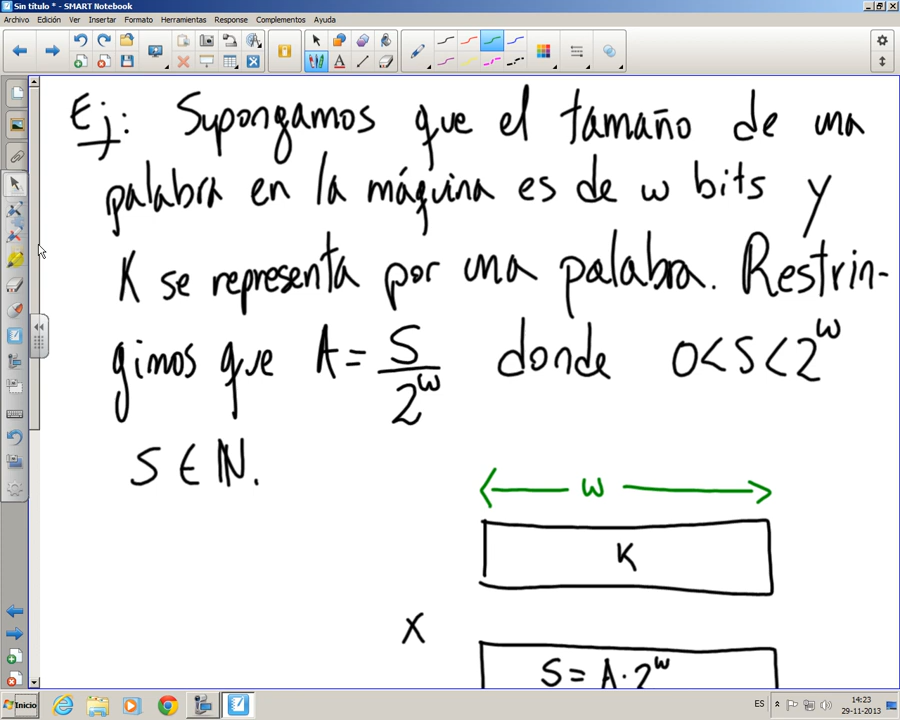 Sin título * - SMART Notebook
Archivo Edición Ver Insertar Formato Herramientas Response Complementos Ayuda
Ej: Supongamos que el tamaño de una
palabra en la máquina es de w bits y
K se representa por una palabra. Restrin-
gimos que A = S / 2^w donde 0 < S < 2^w
S ∈ ℕ.
w
K
X
S = A · 2^w
Inicio
ES
14:23
29-11-2013